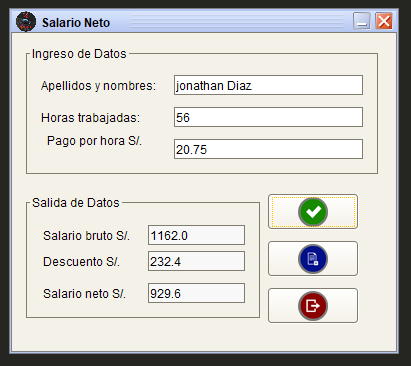 Salario Neto
Ingreso de Datos
Apellidos y nombres: jonathan Diaz
Horas trabajadas: 56
Pago por hora S/. 20.75
Salida de Datos
Salario bruto S/. 1162.0
Descuento S/. 232.4
Salario neto S/. 929.6